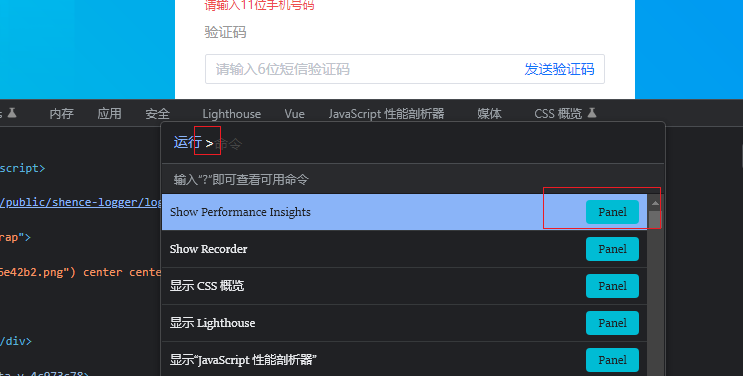 请输入11位手机号码
验证码
请输入6位短信验证码 发送验证码
内存 应用 安全 Lighthouse Vue JavaScript 性能剖析器 媒体 CSS 概览
运行 >命令
输入"?"即可查看可用命令
script>
/public/shence-logger/log
Show Performance Insights Panel
rap">
Show Recorder Panel
5e42b2.png") center cente
显示 CSS 概览 Panel
显示 Lighthouse Panel
/div>
显示"JavaScript 性能剖析器" Panel